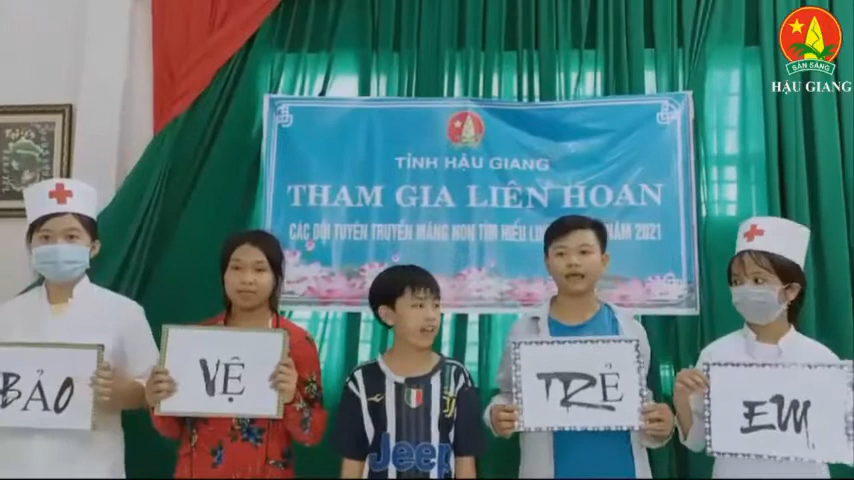 SẴN SÀNG
HẬU GIANG
TỈNH HẬU GIANG
THAM GIA LIÊN HOAN
CÁC ĐỘI TUYÊN TRUYỀN MĂNG NON TÌM HIỂU
NĂM 2021
BẢO
VỆ
TRẺ
EM
Jeep